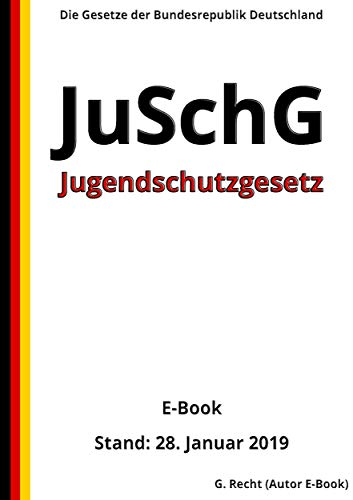 Die Gesetze der Bundesrepublik Deutschland
JuSchG
Jugendschutzgesetz
E-Book
Stand: 28. Januar 2019
G. Recht (Autor E-Book)